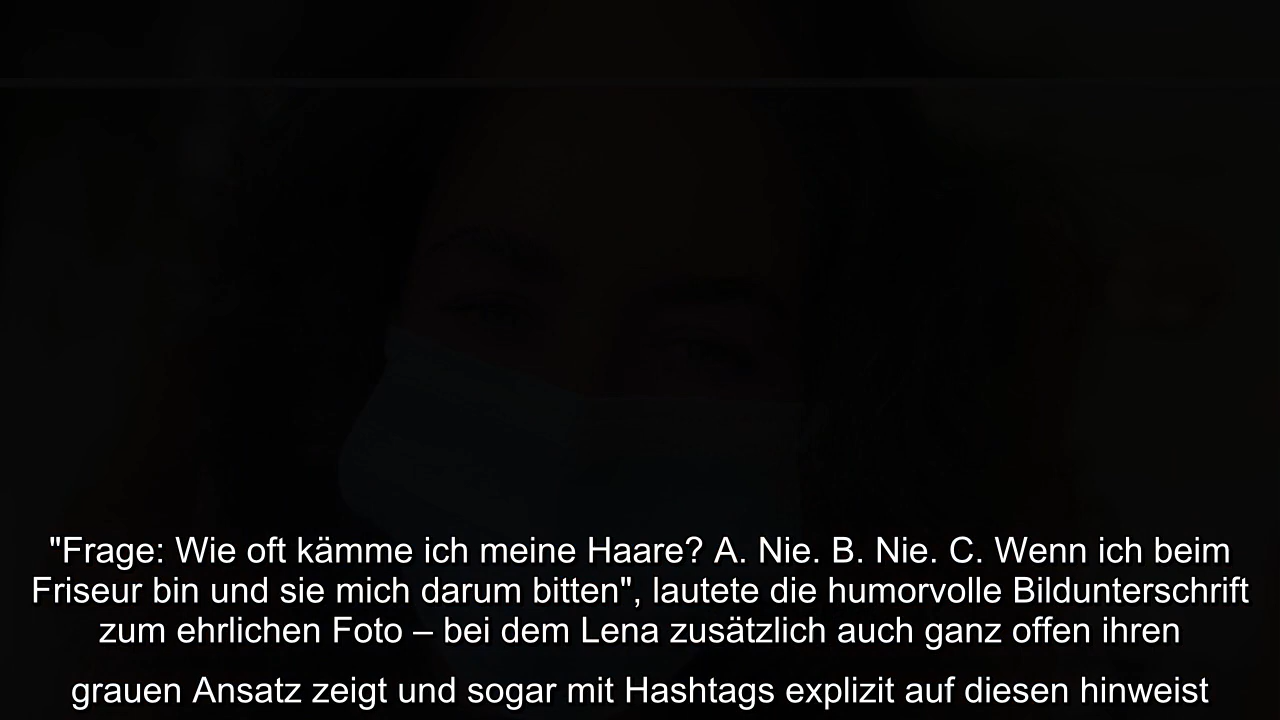 "Frage: Wie oft kämme ich meine Haare? A. Nie. B. Nie. C. Wenn ich beim
Friseur bin und sie mich darum bitten", lautete die humorvolle Bildunterschrift
zum ehrlichen Foto – bei dem Lena zusätzlich auch ganz offen ihren
grauen Ansatz zeigt und sogar mit Hashtags explizit auf diesen hinweist